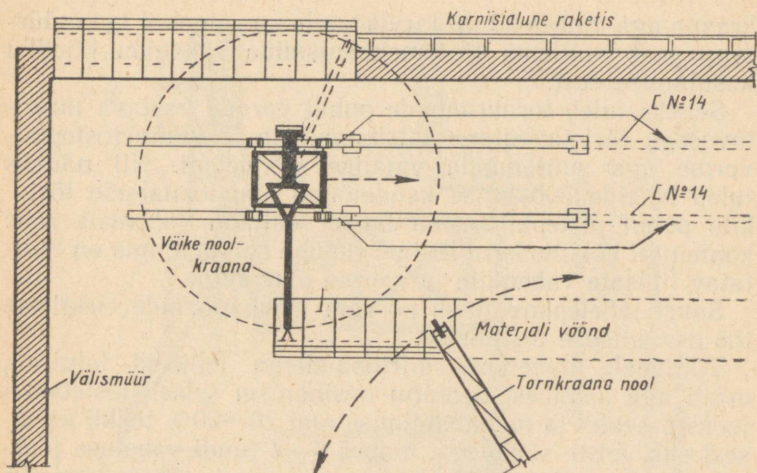 Karniisialune raketis
[ №14
[ №14
Väike nool-
kraana
Materjali vöönd
Välismüür
Tornkraana nool